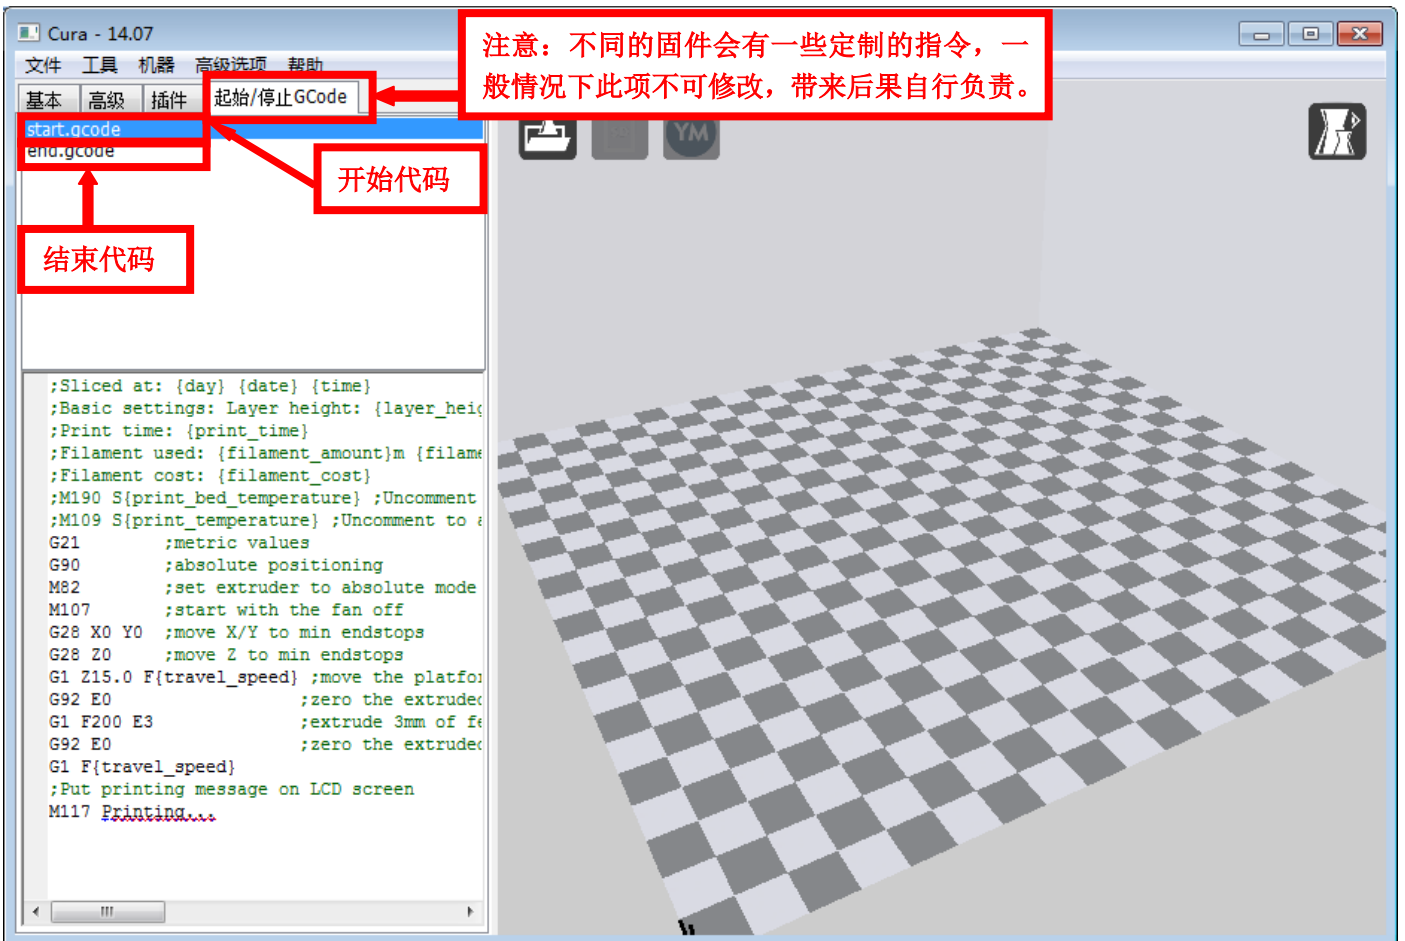 Cura - 14.07
注意：不同的固件会有一些定制的指令，一
般情况下此项不可修改，带来后果自行负责。
文件 工具 机器 高级选项 帮助
基本 高级 插件 起始/停止GCode
start.gcode
end.gcode
YM
开始代码
结束代码
;Sliced at: {day} {date} {time}
;Basic settings: Layer height: {layer_heig
;Print time: {print_time}
;Filament used: {filament_amount}m {filame
;Filament cost: {filament_cost}
;M190 S{print_bed_temperature} ;Uncomment
;M109 S{print_temperature} ;Uncomment to a
G21 ;metric values
G90 ;absolute positioning
M82 ;set extruder to absolute mode
M107 ;start with the fan off
G28 X0 Y0 ;move X/Y to min endstops
G28 Z0 ;move Z to min endstops
G1 Z15.0 F{travel_speed} ;move the platfor
G92 E0 ;zero the extruded
G1 F200 E3 ;extrude 3mm of fe
G92 E0 ;zero the extruded
G1 F{travel_speed}
;Put printing message on LCD screen
M117 Printing...